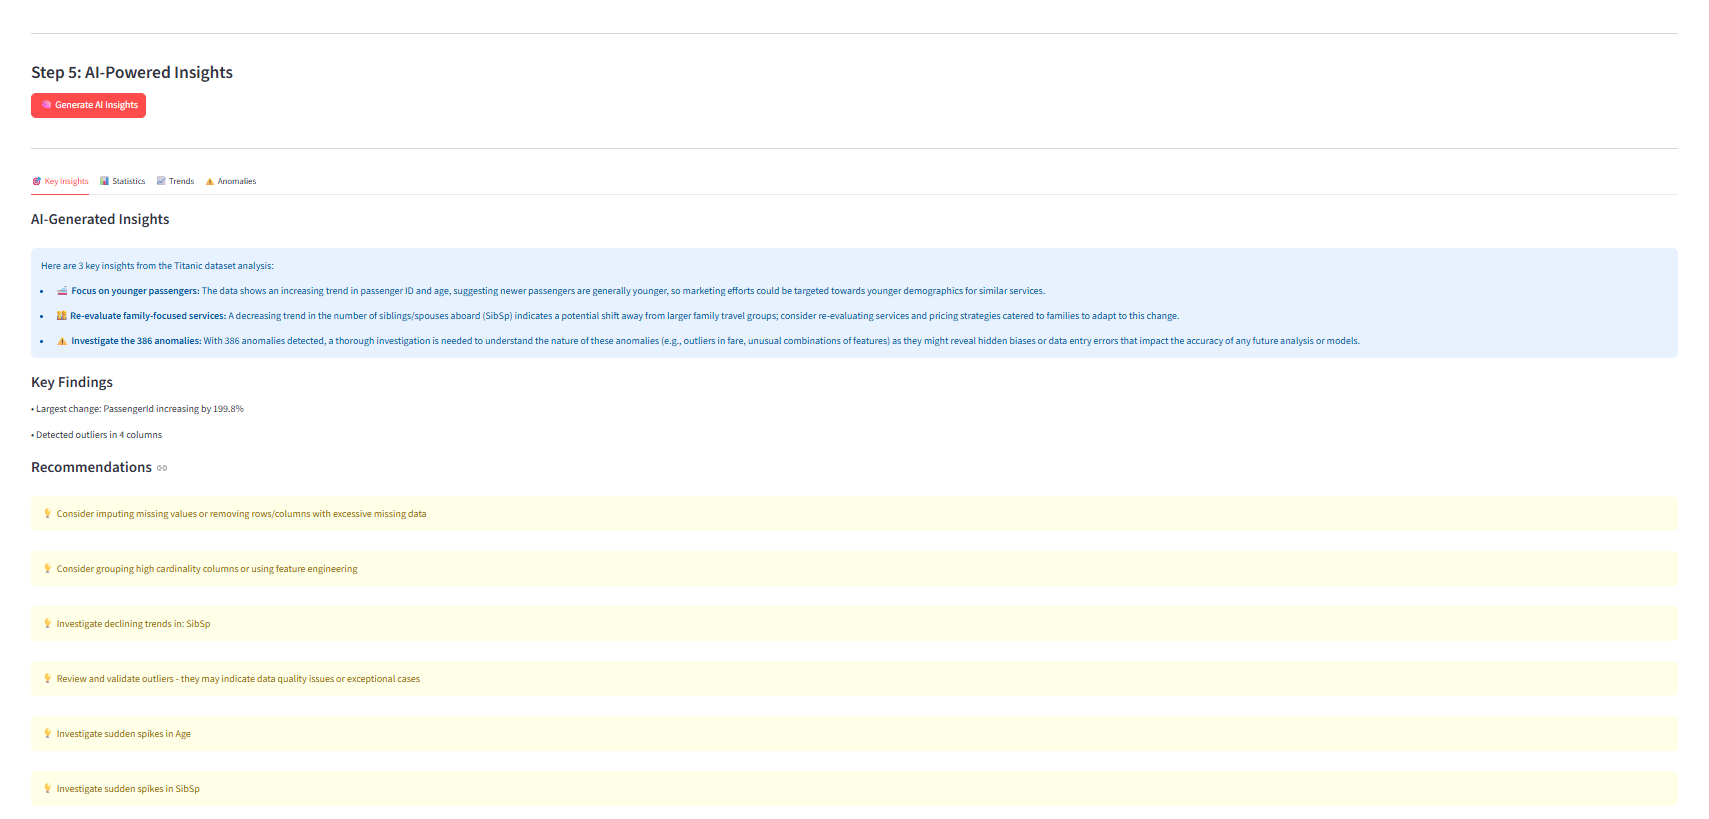 Step 5: AI-Powered Insights
Generate AI Insights
Key Insights Statistics Trends Anomalies
AI-Generated Insights
Here are 3 key insights from the Titanic dataset analysis:
• Focus on younger passengers: The data shows an increasing trend in passenger ID and age, suggesting newer passengers are generally younger, so marketing efforts could be targeted towards younger demographics for similar services.
• Re-evaluate family-focused services: A decreasing trend in the number of siblings/spouses aboard (SibSp) indicates a potential shift away from larger family travel groups; consider re-evaluating services and pricing strategies catered to families to adapt to this change.
• Investigate the 386 anomalies: With 386 anomalies detected, a thorough investigation is needed to understand the nature of these anomalies (e.g., outliers in fare, unusual combinations of features) as they might reveal hidden biases or data entry errors that impact the accuracy of any future analysis or models.
Key Findings
• Largest change: PassengerId increasing by 199.8%
• Detected outliers in 4 columns
Recommendations
Consider imputing missing values or removing rows/columns with excessive missing data
Consider grouping high cardinality columns or using feature engineering
Investigate declining trends in: SibSp
Review and validate outliers - they may indicate data quality issues or exceptional cases
Investigate sudden spikes in Age
Investigate sudden spikes in SibSp